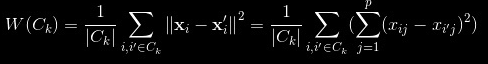 $W(C_k) = \frac{1}{|C_k|} \sum_{i,i' \in C_k} \|\mathbf{x}_i - \mathbf{x}_i'\|^2 = \frac{1}{|C_k|} \sum_{i,i' \in C_k} (\sum_{j=1}^{p} (x_{ij} - x_{i'j})^2)$